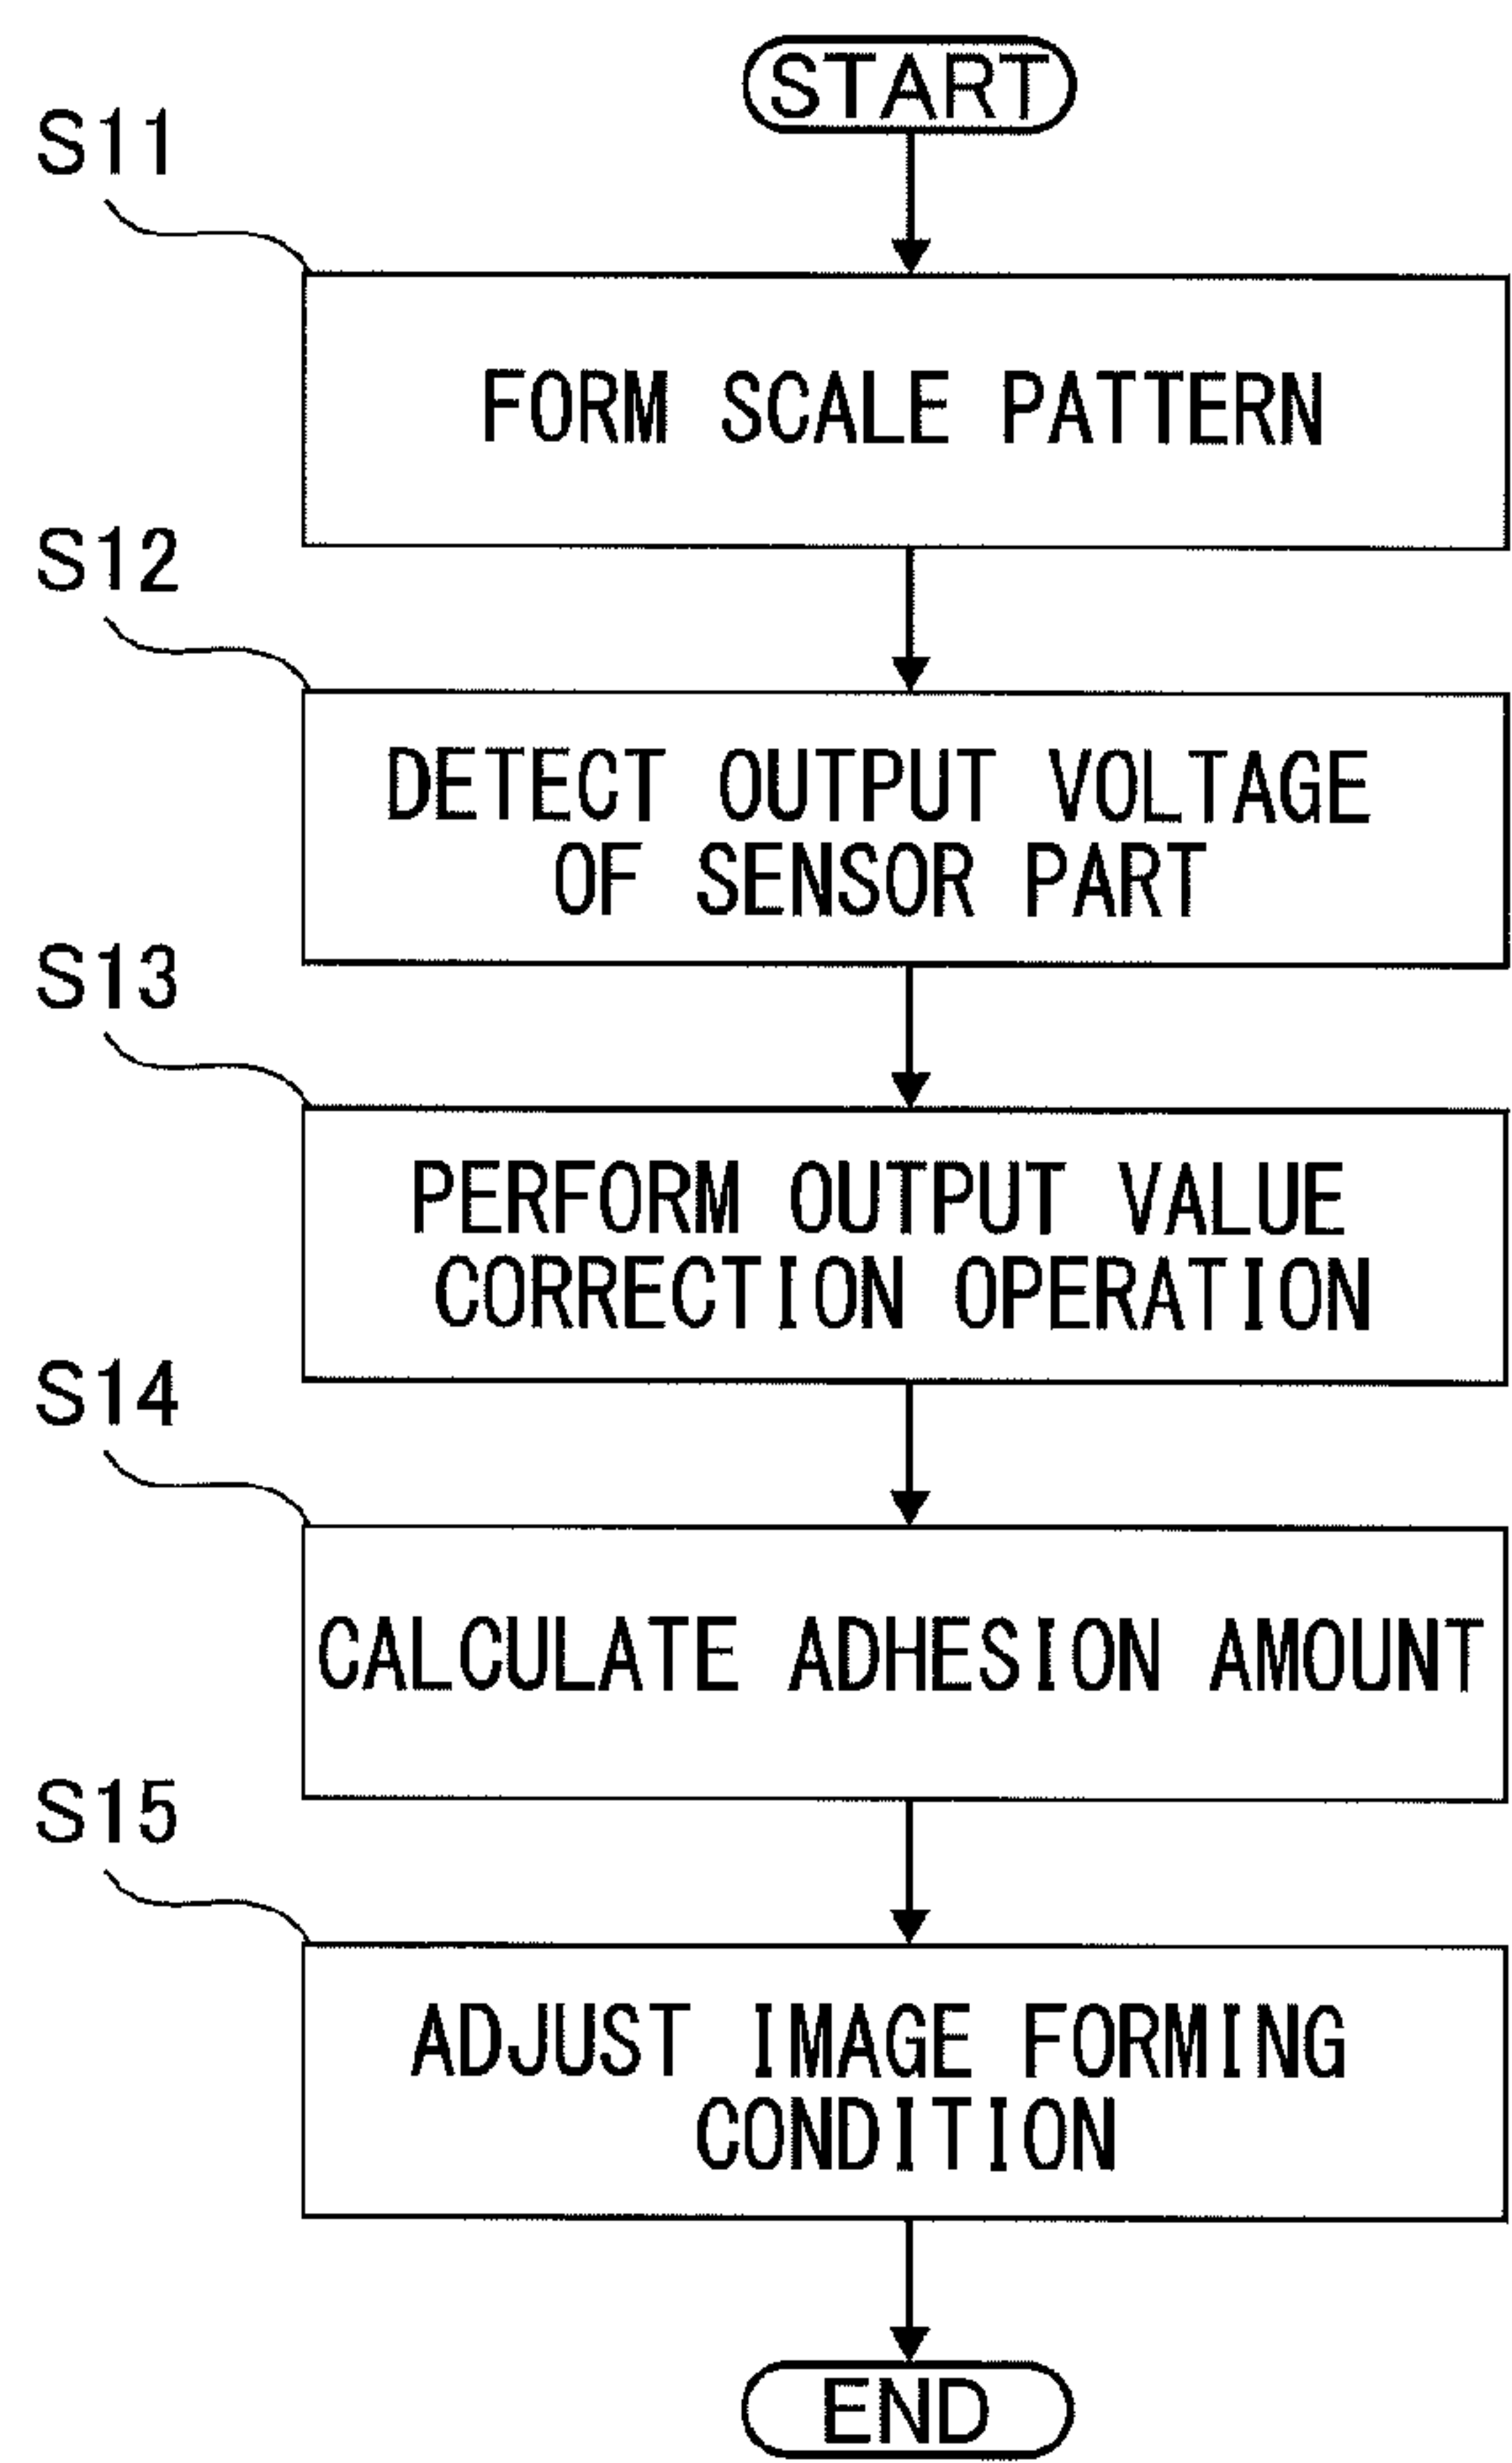 START
S11
FORM SCALE PATTERN
S12
DETECT OUTPUT VOLTAGE
OF SENSOR PART
S13
PERFORM OUTPUT VALUE
CORRECTION OPERATION
S14
CALCULATE ADHESION AMOUNT
S15
ADJUST IMAGE FORMING
CONDITION
END